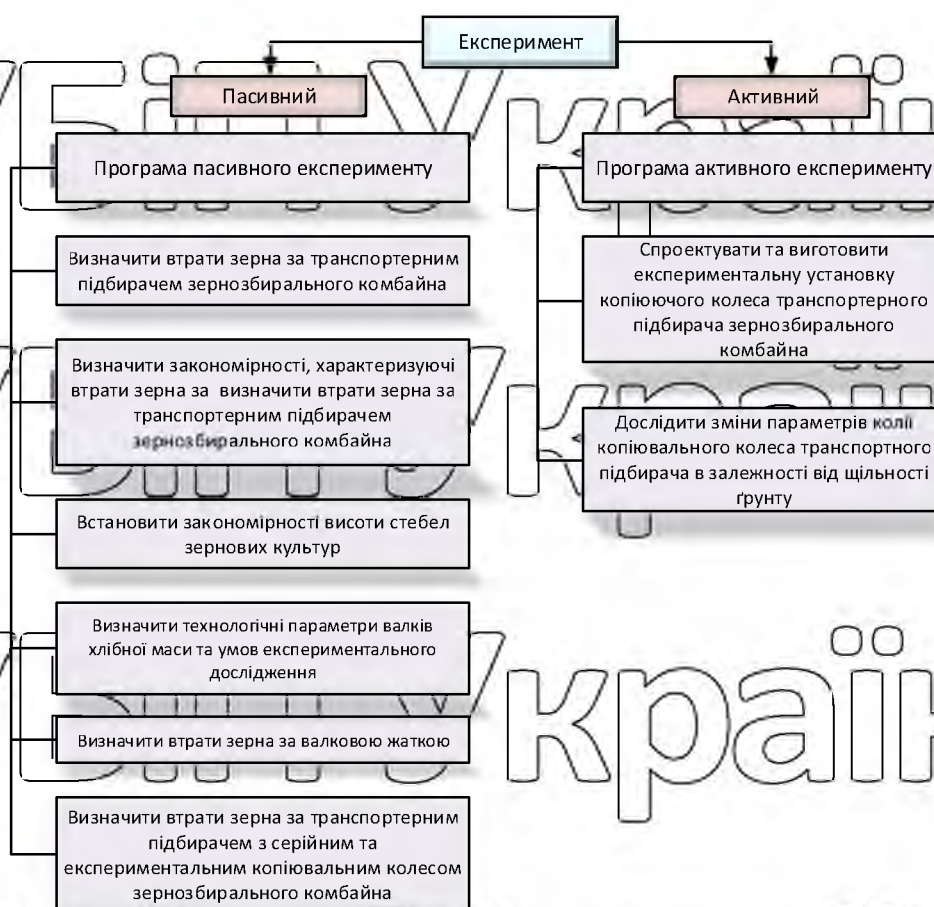 Експеримент
Пасивний
Активний
Програма пасивного експерименту
Визначити втрати зерна за транспортерним
підбирачем зернозбирального комбайна
Визначити закономірності, характеризуючі
втрати зерна за визначити втрати зерна за
транспортерним підбирачем
зернозбирального комбайна
Встановити закономірності висоти стебел
зернових культур
Визначити технологічні параметри валків
хлібної маси та умов експериментального
дослідження
Визначити втрати зерна за валковою жаткою
Визначити втрати зерна за транспортерним
підбирачем з серійним та
експериментальним копіювальним колесом
зернозбирального комбайна
Програма активного експерименту
Спроектувати та виготовити
експериментальну установку
копіюючого колеса транспортерного
підбирача зернозбирального
комбайна
Дослідити зміни параметрів колії
копіювального колеса транспортного
підбирача в залежності від щільності
ґрунту